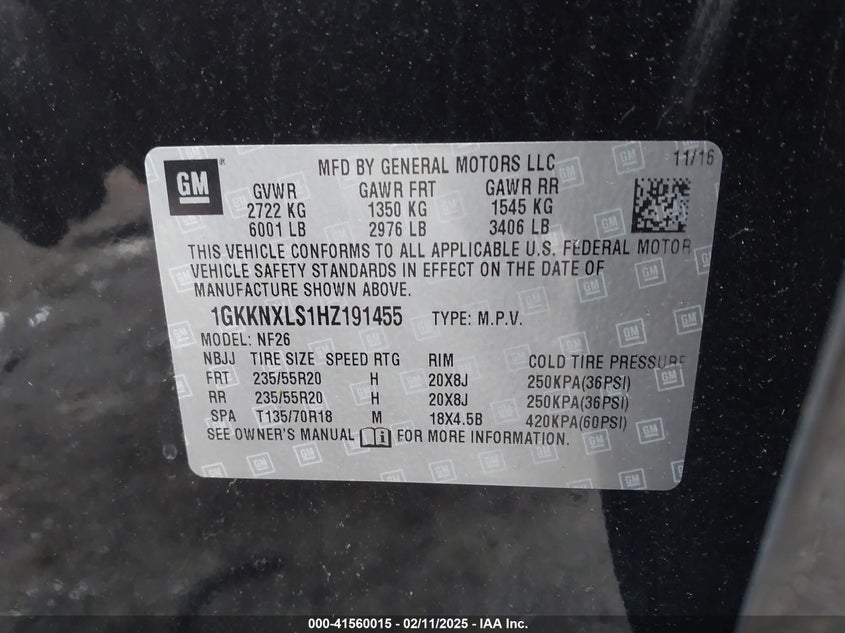 GM
MFD BY GENERAL MOTORS LLC 11/16
GVWR GAWR FRT GAWR RR
2722 KG 1350 KG 1545 KG
6001 LB 2976 LB 3406 LB
THIS VEHICLE CONFORMS TO ALL APPLICABLE U.S. FEDERAL MOTOR
VEHICLE SAFETY STANDARDS IN EFFECT ON THE DATE OF
MANUFACTURE SHOWN ABOVE.
1GKKNXLS1HZ191455 TYPE: M.P.V.
MODEL: NF26
NBJJ TIRE SIZE SPEED RTG RIM COLD TIRE PRESSURE
FRT 235/55R20 H 20X8J 250KPA(36PSI)
RR 235/55R20 H 20X8J 250KPA(36PSI)
SPA T135/70R18 M 18X4.5B 420KPA(60PSI)
SEE OWNER'S MANUAL FOR MORE INFORMATION.
000-41560015 - 02/11/2025 - IAA Inc.